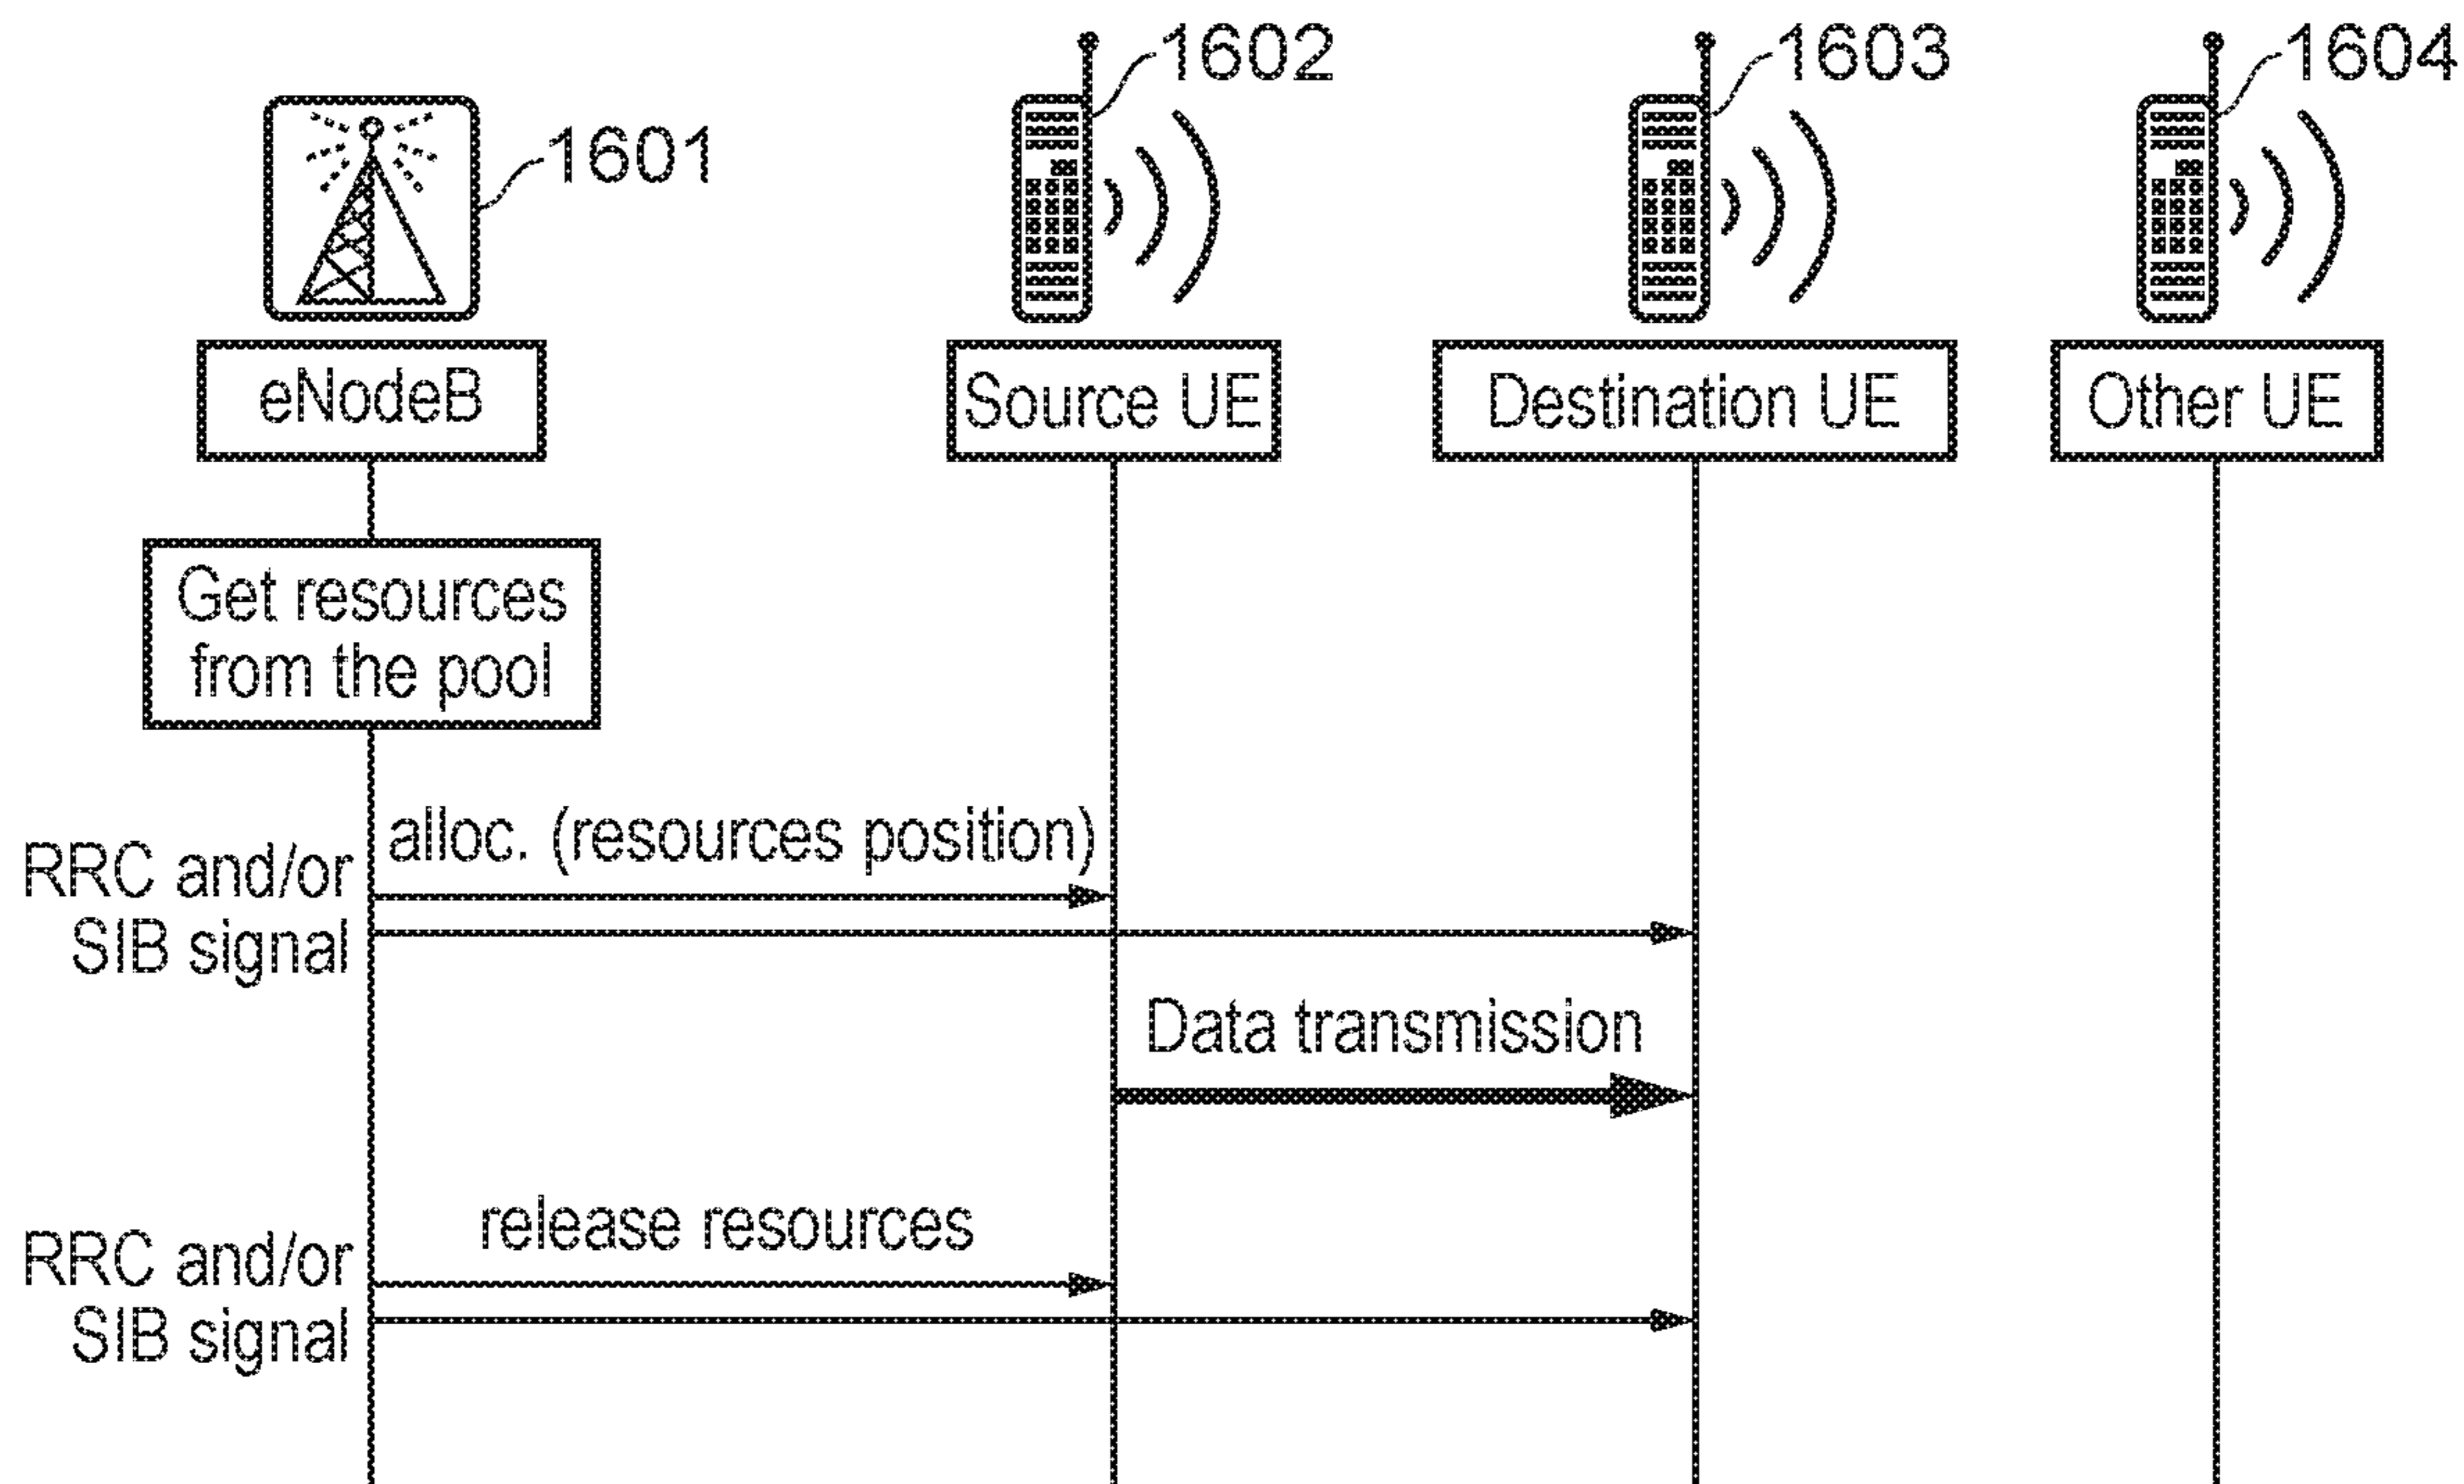 1601
1602
1603
1604
eNodeB
Source UE
Destination UE
Other UE
Get resources
from the pool
RRC and/or
SIB signal
alloc. (resources position)
Data transmission
RRC and/or
SIB signal
release resources